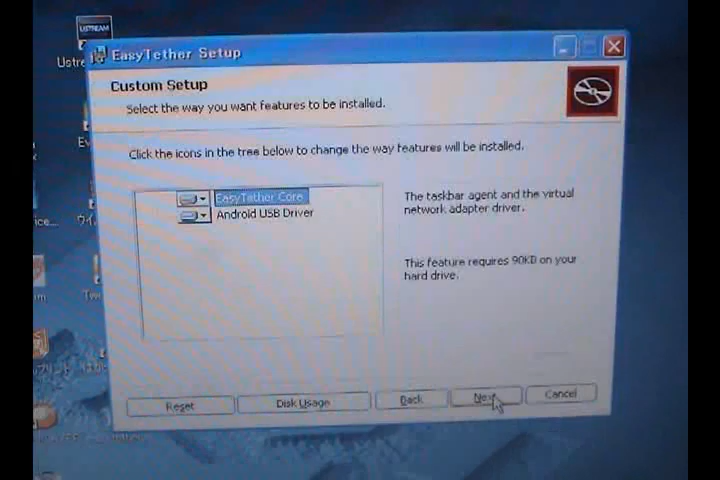 USTREAM
Ustre
EasyTether Setup
Custom Setup
Select the way you want features to be installed.
Click the icons in the tree below to change the way features will be installed.
EasyTether Core
Android USB Driver
The taskbar agent and the virtual
network adapter driver.
This feature requires 90KB on your
hard drive.
Reset
Disk Usage
Back
Next
Cancel